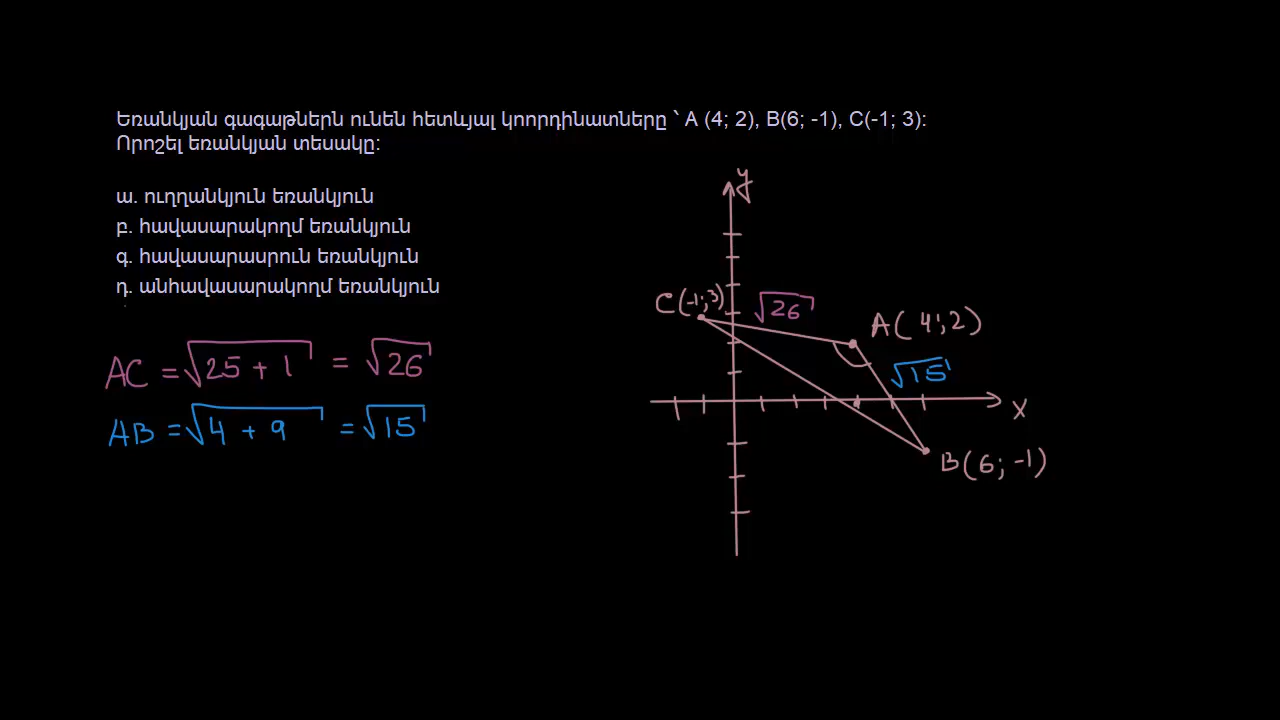 Եռանկյան գագաթներն ունեն հետևյալ կոորդինատները ՝ A (4; 2), B(6; -1), C(-1; 3):
Որոշել եռանկյան տեսակը:
ա. ուղղանկյուն եռանկյուն
բ. հավասարակողմ եռանկյուն
գ. հավասարասրուն եռանկյուն
դ. անհավասարակողմ եռանկյուն
AC = √25 + 1 = √26
AB = √4 + 9 = √15
y
C(-1;3)
√26
A( 4;2)
√15
x
B(6; -1)